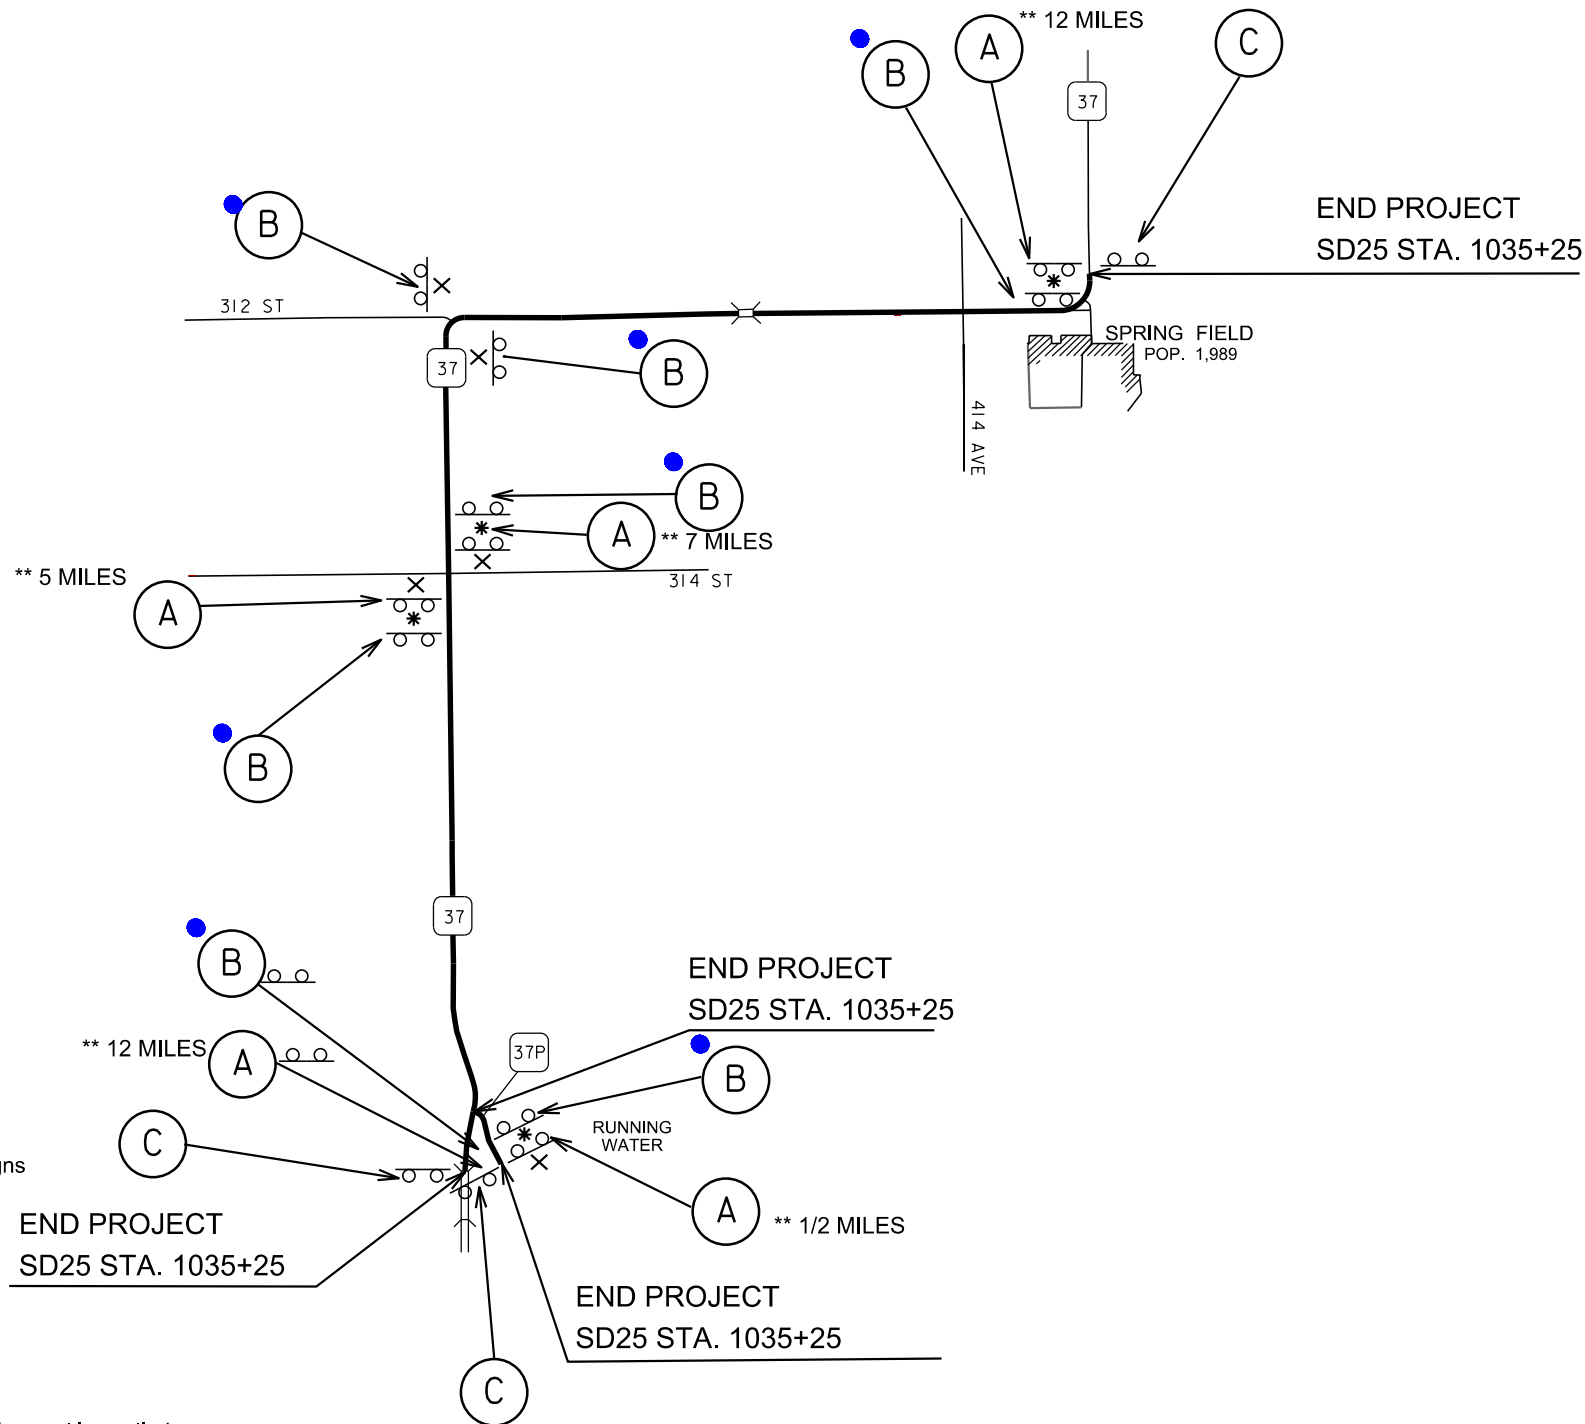 ** 12 MILES
A
C
B
37
END PROJECT
SD25 STA. 1035+25
B
312 ST
SPRING FIELD
POP. 1,989
37
B
414 AVE
B
A
** 7 MILES
** 5 MILES
314 ST
A
B
37
B
END PROJECT
SD25 STA. 1035+25
** 12 MILES
A
37P
B
C
RUNNING
WATER
gns
A
** 1/2 MILES
END PROJECT
SD25 STA. 1035+25
END PROJECT
SD25 STA. 1035+25
C